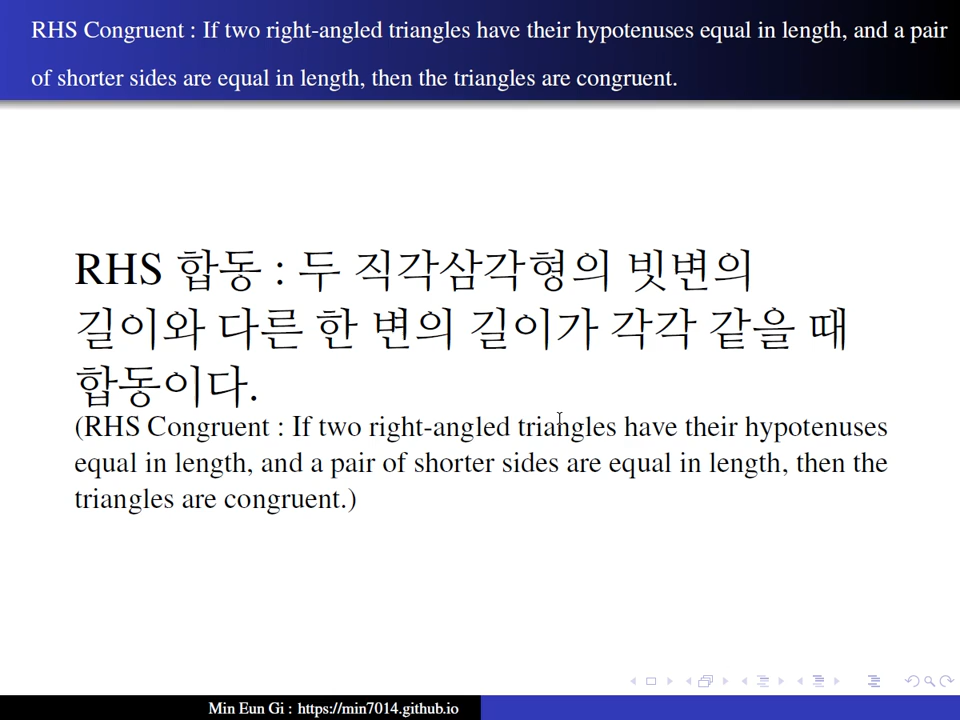 RHS Congruent : If two right-angled triangles have their hypotenuses equal in length, and a pair
of shorter sides are equal in length, then the triangles are congruent.
RHS 합동 : 두 직각삼각형의 빗변의
길이와 다른 한 변의 길이가 각각 같을 때
합동이다.
(RHS Congruent : If two right-angled triangles have their hypotenuses
equal in length, and a pair of shorter sides are equal in length, then the
triangles are congruent.)
Min Eun Gi : https://min7014.github.io